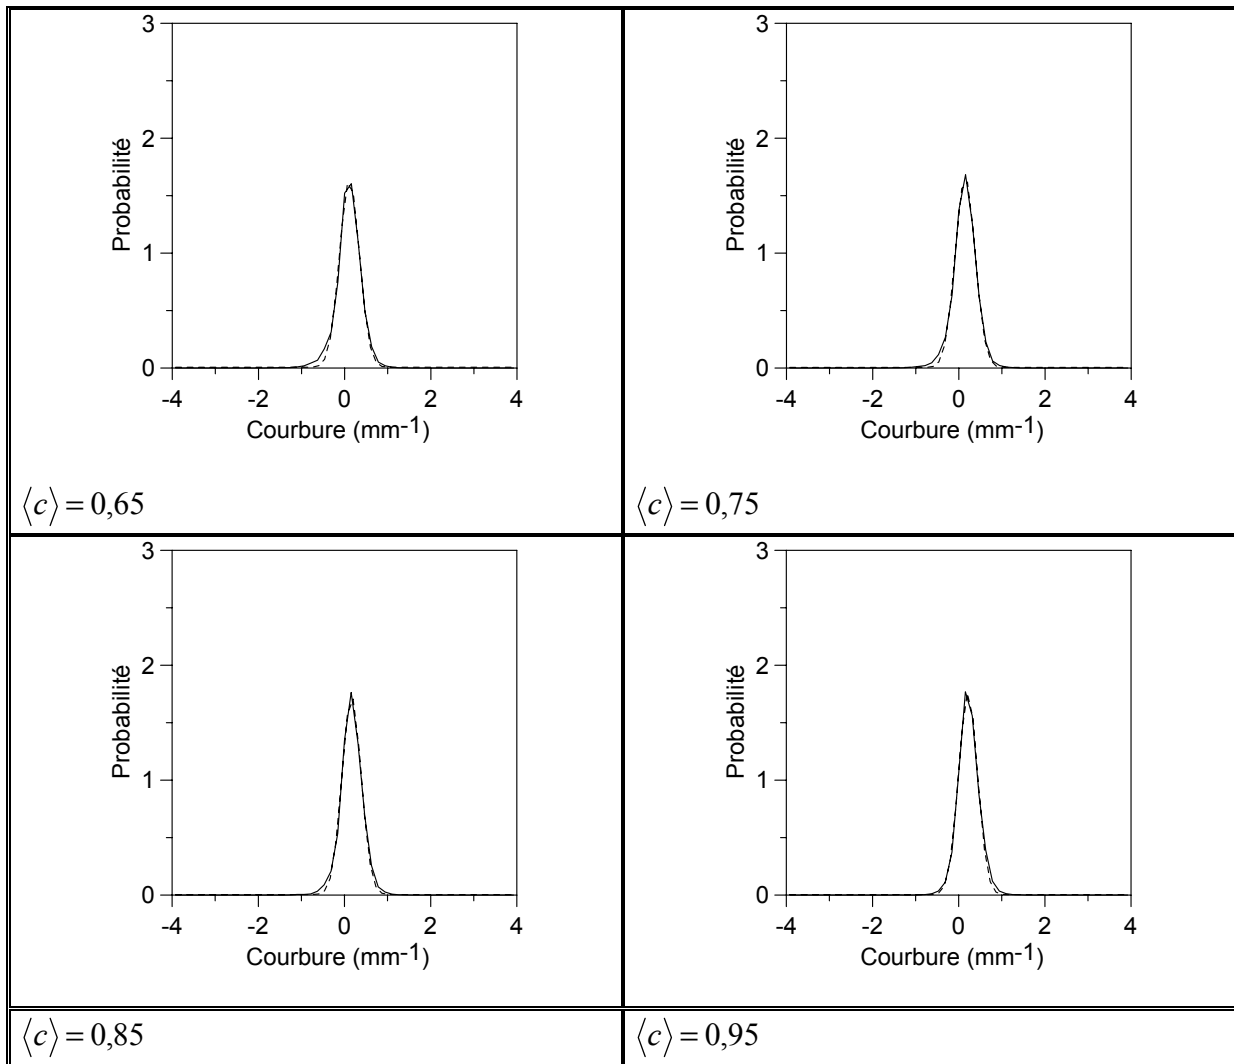 3
2
1
0
Probabilité
-4 -2 0 2 4
Courbure (mm-1)
⟨c⟩ = 0,65
3
2
1
0
Probabilité
-4 -2 0 2 4
Courbure (mm-1)
⟨c⟩ = 0,75
3
2
1
0
Probabilité
-4 -2 0 2 4
Courbure (mm-1)
⟨c⟩ = 0,85
3
2
1
0
Probabilité
-4 -2 0 2 4
Courbure (mm-1)
⟨c⟩ = 0,95